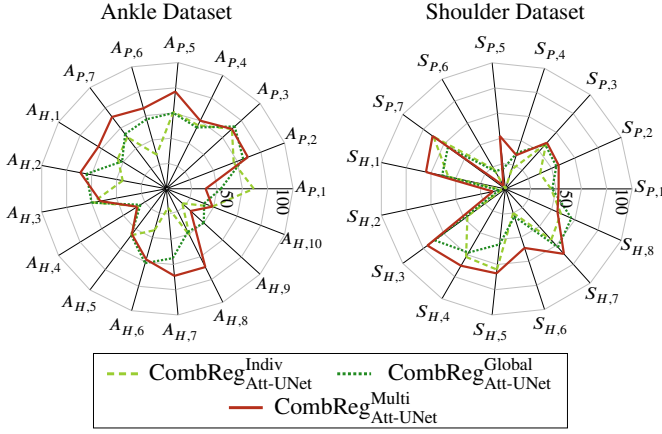 Ankle Dataset
A_{P,5}
A_{P,6}
A_{P,4}
A_{P,7}
A_{P,3}
A_{H,1}
A_{P,2}
A_{H,2}
A_{P,1}
50
100
A_{H,3}
A_{H,10}
A_{H,4}
A_{H,9}
A_{H,5}
A_{H,8}
A_{H,6}
A_{H,7}
Shoulder Dataset
S_{P,5}
S_{P,4}
S_{P,6}
S_{P,3}
S_{P,7}
S_{P,2}
S_{H,1}
S_{P,1}
50
100
S_{H,2}
S_{H,8}
S_{H,3}
S_{H,7}
S_{H,4}
S_{H,6}
S_{H,5}
CombReg^{Indiv}_{Att-UNet} CombReg^{Global}_{Att-UNet}
CombReg^{Multi}_{Att-UNet}